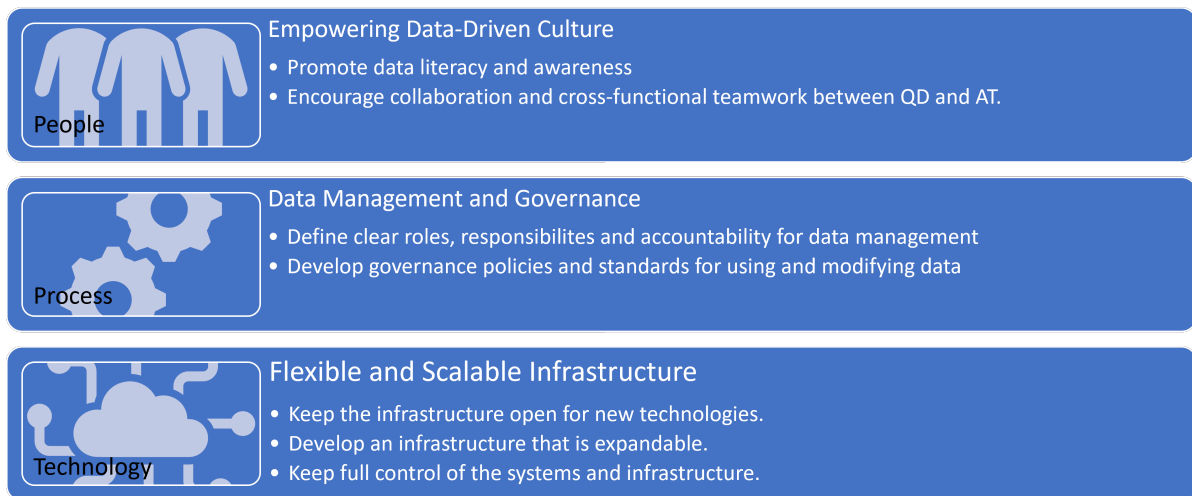 People
Empowering Data-Driven Culture
• Promote data literacy and awareness
• Encourage collaboration and cross-functional teamwork between QD and AT.
Process
Data Management and Governance
• Define clear roles, responsibilites and accountability for data management
• Develop governance policies and standards for using and modifying data
Technology
Flexible and Scalable Infrastructure
• Keep the infrastructure open for new technologies.
• Develop an infrastructure that is expandable.
• Keep full control of the systems and infrastructure.